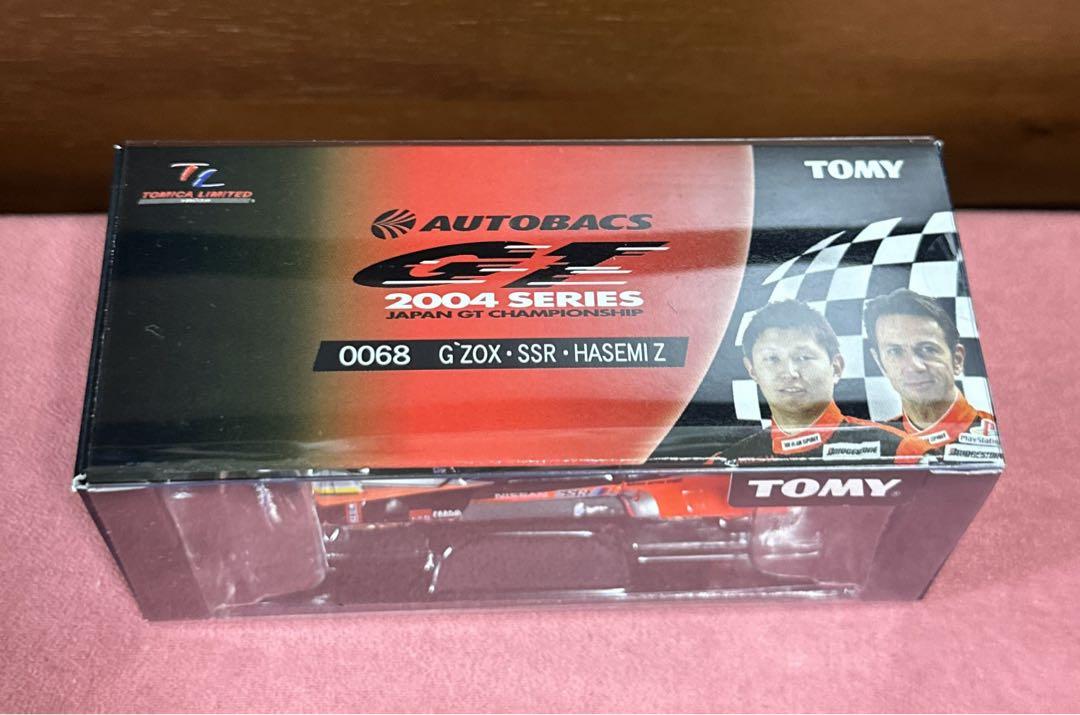 TL
TOMICA LIMITED
TOMY
AUTOBACS
GT
2004 SERIES
JAPAN GT CHAMPIONSHIP
0068 G`ZOX・SSR・HASEMI Z
BRIDGESTONE
PlayStation
BRIDGESTONE
TOMY
NISSAN SSR